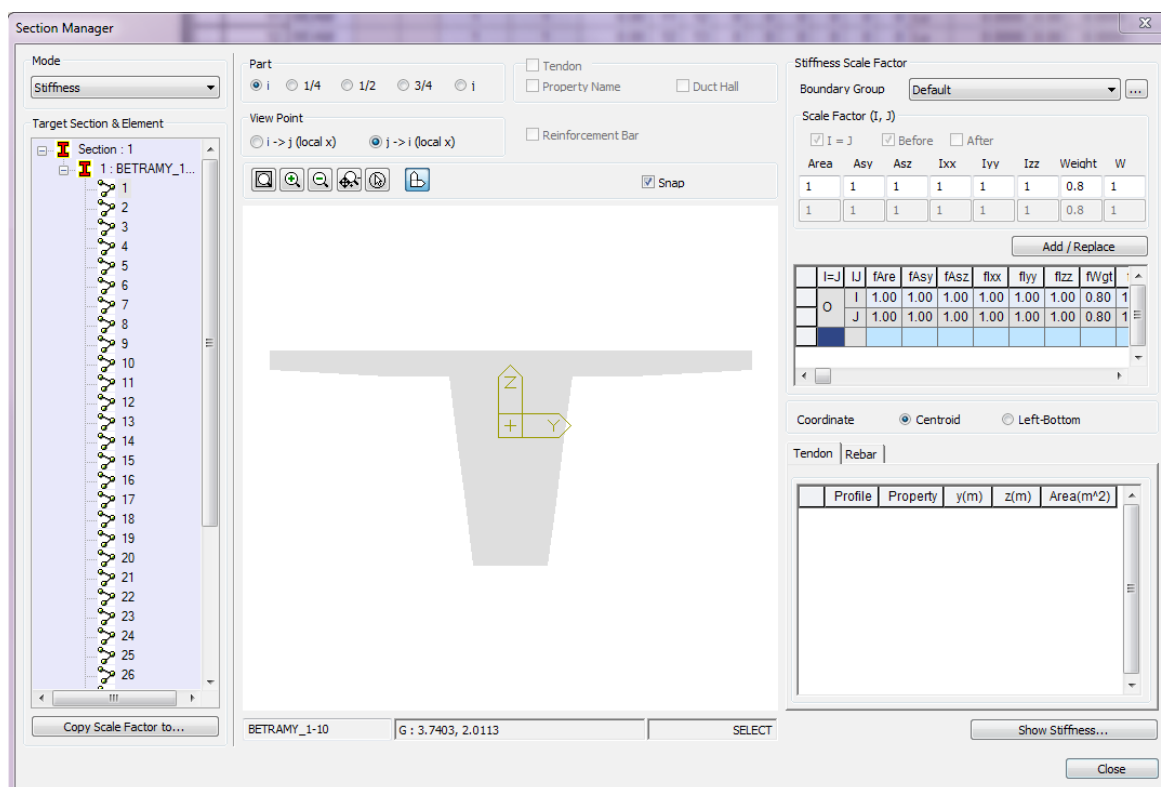 Section Manager
Mode
Stiffness
Target Section & Element
Section : 1
1 : BETRAMY_1...
1
2
3
4
5
6
7
8
9
10
11
12
13
14
15
16
17
18
19
20
21
22
23
24
25
26
Copy Scale Factor to...
Part
i 1/4 1/2 3/4 i
View Point
i -> j (local x) j -> i (local x)
Tendon
Property Name Duct Hall
Reinforcement Bar
Snap
Z
Y
BETRAMY_1-10 G : 3.7403, 2.0113 SELECT
Stiffness Scale Factor
Boundary Group Default ...
Scale Factor (I, J)
I = J Before After
Area Asy Asz Ixx Iyy Izz Weight W
1 1 1 1 1 1 0.8 1
1 1 1 1 1 1 0.8 1
Add / Replace
I=J IJ fAre fAsy fAsz fIxx fIyy fIzz fWgt
O I 1.00 1.00 1.00 1.00 1.00 1.00 0.80 1
J 1.00 1.00 1.00 1.00 1.00 1.00 0.80 1
Coordinate Centroid Left-Bottom
Tendon Rebar
Profile Property y(m) z(m) Area(m^2)
Show Stiffness...
Close